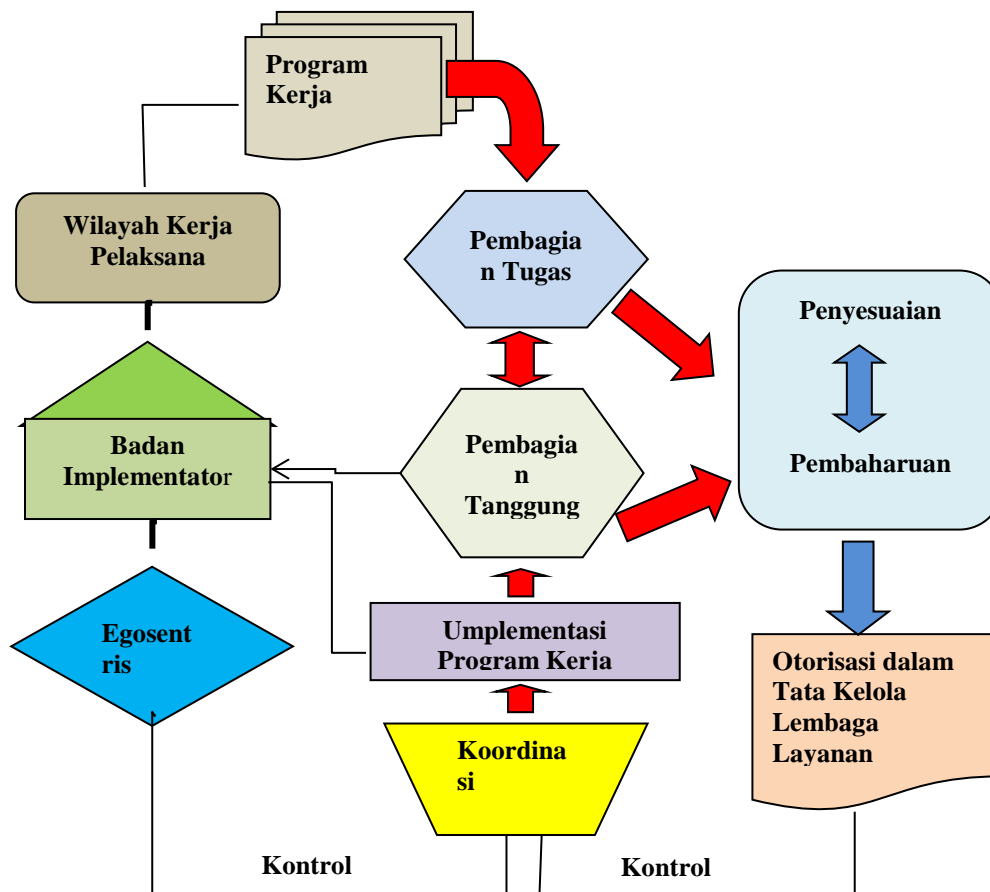 Program
Kerja
Wilayah Kerja
Pelaksana
Pembagia
n Tugas
Penyesuaian
Pembaharuan
Badan
Implementator
Pembagia
n
Tanggung
Egosent
ris
Umplementasi
Program Kerja
Otorisasi dalam
Tata Kelola
Lembaga
Layanan
Koordina
si
Kontrol
Kontrol